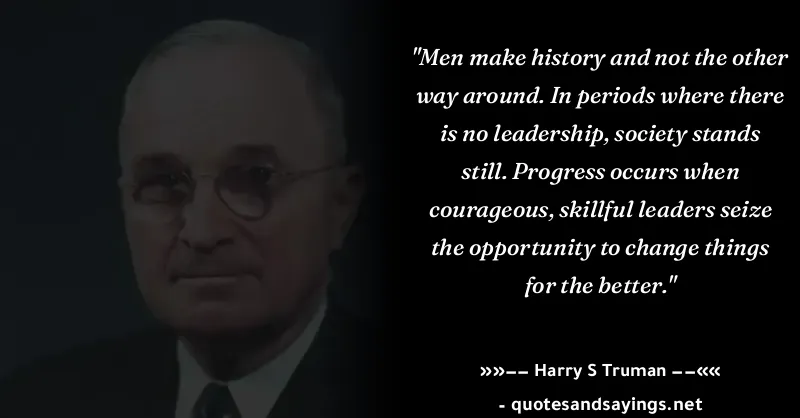 "Men make history and not the other
way around. In periods where there
is no leadership, society stands
still. Progress occurs when
courageous, skillful leaders seize
the opportunity to change things
for the better."
»»−− Harry S Truman −−««
- quotesandsayings.net